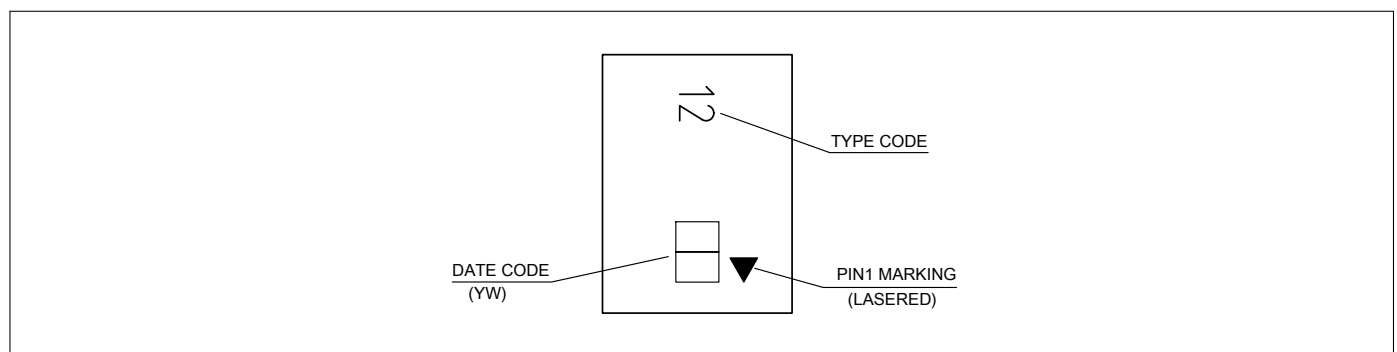 12
TYPE CODE
DATE CODE
(YW)
PIN1 MARKING
(LASERED)